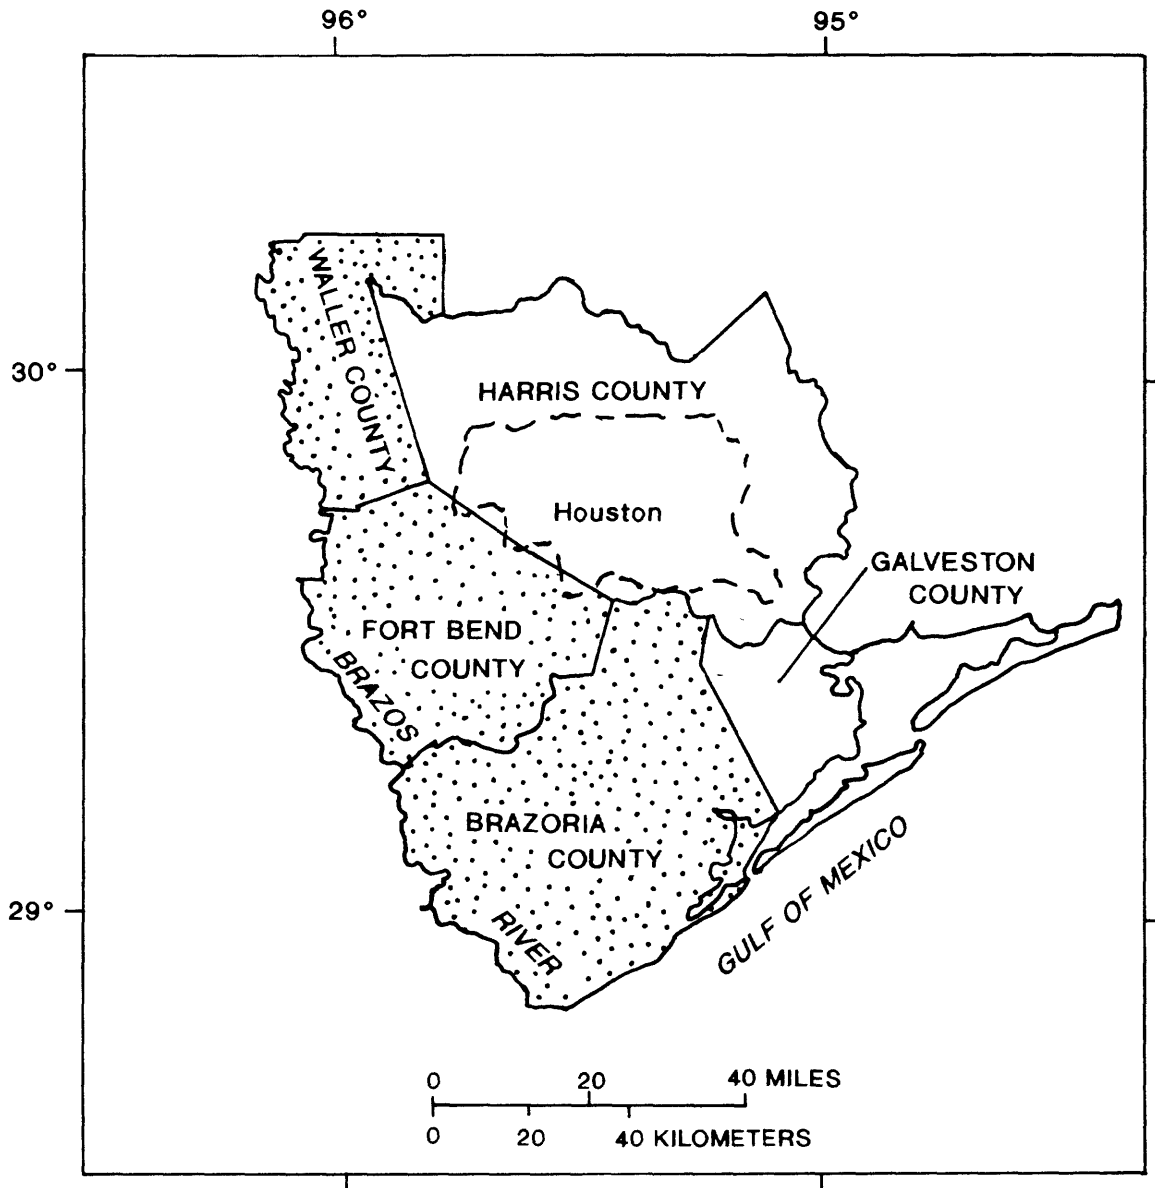 96° 95°
WALLER COUNTY
30°
HARRIS COUNTY
Houston
GALVESTON
COUNTY
FORT BEND
COUNTY
BRAZOS
BRAZORIA
COUNTY
GULF OF MEXICO
29°
RIVER
0 20 40 MILES
0 20 40 KILOMETERS